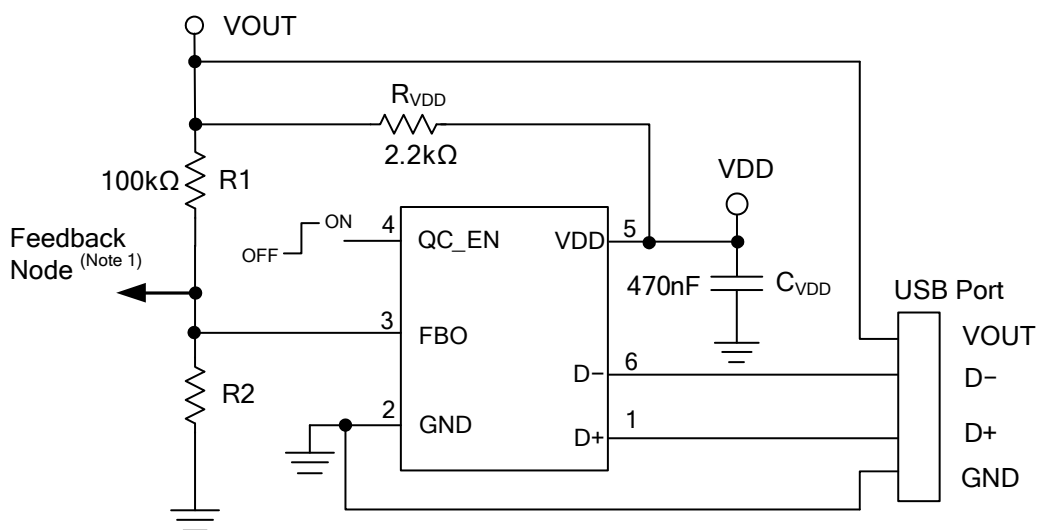 VOUT
RVDD
2.2kΩ
VDD
100kΩ R1
ON
OFF
4
QC_EN
VDD
5
Feedback
Node (Note 1)
470nF
CVDD
USB Port
3
FBO
VOUT
D−
6
D−
R2
2
GND
D+
1
D+
GND